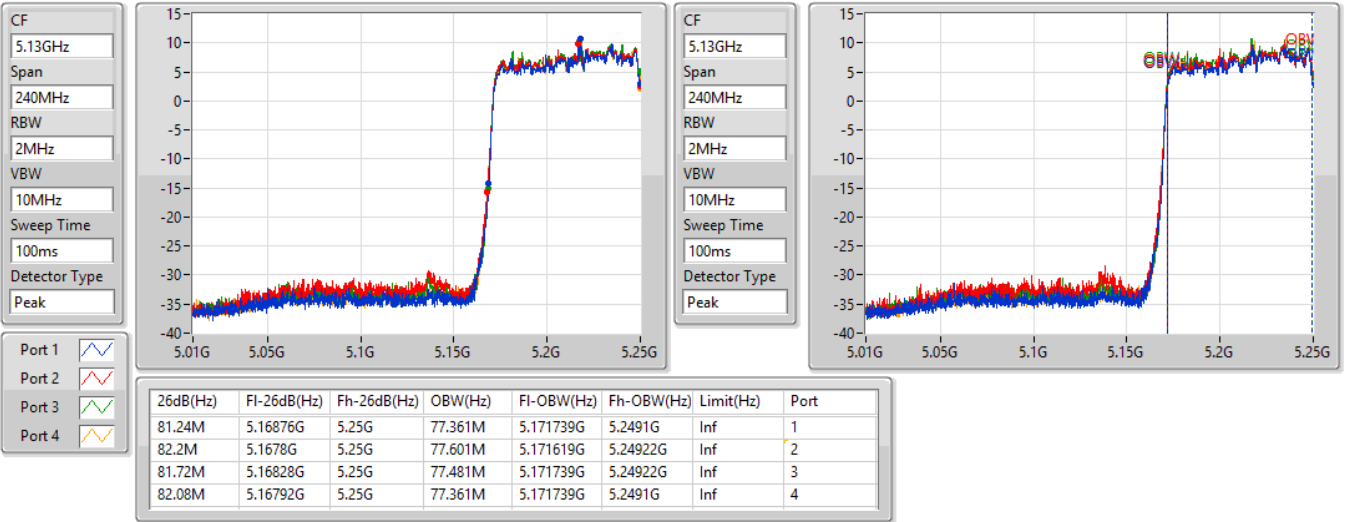 CF
5.13GHz
Span
240MHz
RBW
2MHz
VBW
10MHz
Sweep Time
100ms
Detector Type
Peak
15
10
5
0
-5
-10
-15
-20
-25
-30
-35
-40
5.01G 5.05G 5.1G 5.15G 5.2G 5.25G
CF
5.13GHz
Span
240MHz
RBW
2MHz
VBW
10MHz
Sweep Time
100ms
Detector Type
Peak
15
10
5
0
-5
-10
-15
-20
-25
-30
-35
-40
5.01G 5.05G 5.1G 5.15G 5.2G 5.25G
Port 1
Port 2
Port 3
Port 4
26dB(Hz) Fl-26dB(Hz) Fh-26dB(Hz) OBW(Hz) Fl-OBW(Hz) Fh-OBW(Hz) Limit(Hz) Port
81.24M 5.16876G 5.25G 77.361M 5.171739G 5.2491G Inf 1
82.2M 5.1678G 5.25G 77.601M 5.171619G 5.24922G Inf 2
81.72M 5.16828G 5.25G 77.481M 5.171739G 5.24922G Inf 3
82.08M 5.16792G 5.25G 77.361M 5.171739G 5.2491G Inf 4